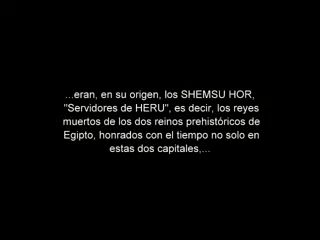 ...eran, en su origen, los SHEMSU HOR,
"Servidores de HERU", es decir, los reyes
muertos de los dos reinos prehistóricos de
Egipto, honrados con el tiempo no solo en
estas dos capitales,...